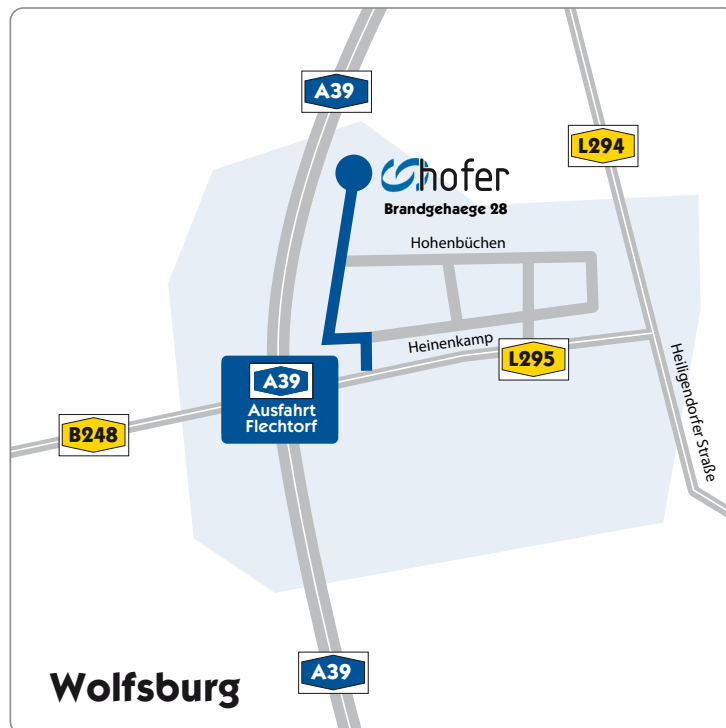 A39
L294
hofer
Brandgehaege 28
Hohenbüchen
Heinenkamp
L295
A39
Ausfahrt
Flechtorf
B248
Heiligendorfer Straße
A39
Wolfsburg